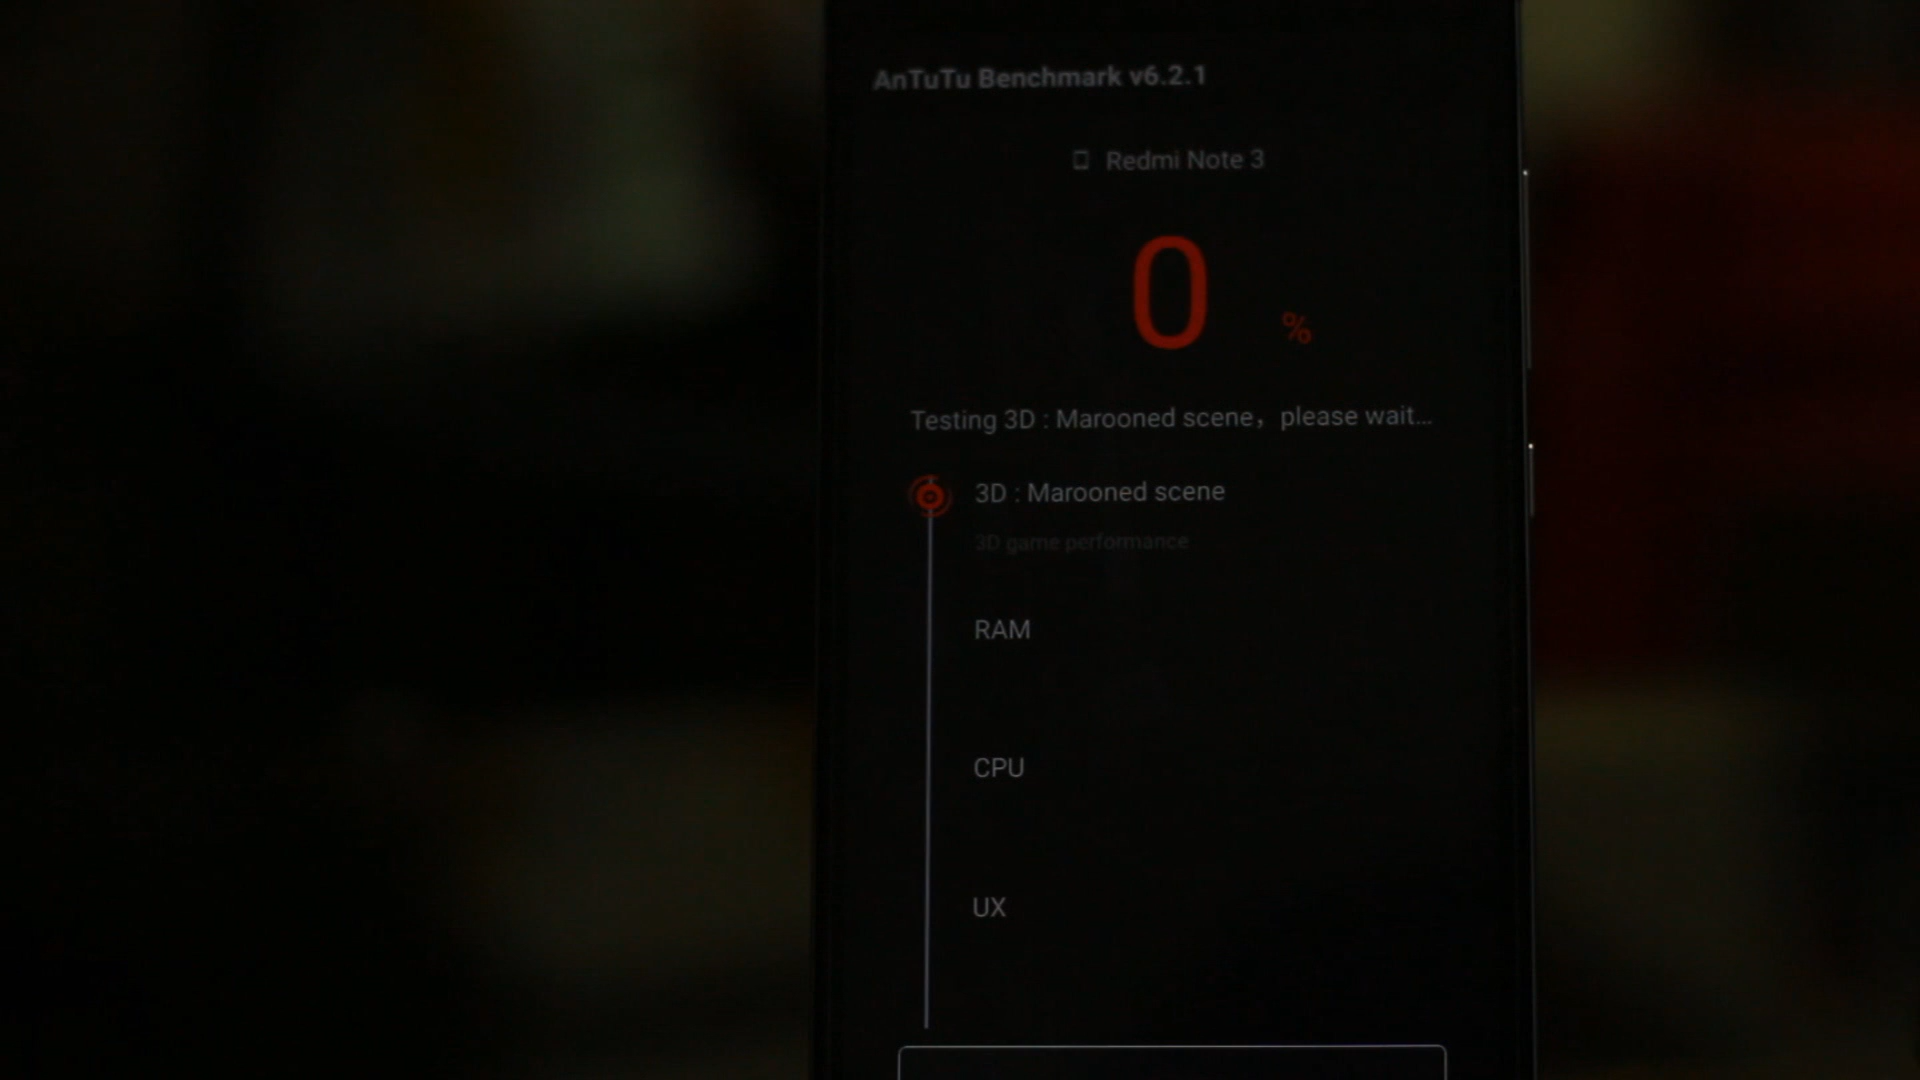 AnTuTu Benchmark v6.2.1
Redmi Note 3
0 %
Testing 3D : Marooned scene, please wait...
3D : Marooned scene
3D game performance
RAM
CPU
UX